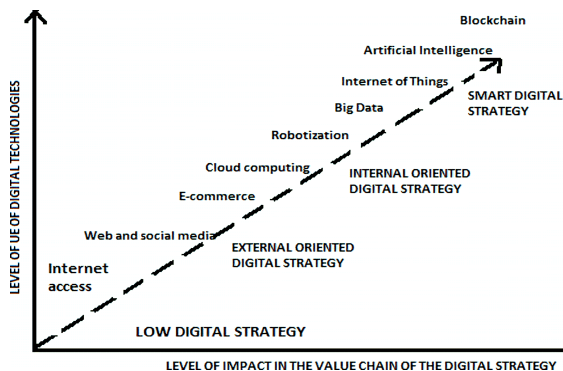 Blockchain
Artificial Intelligence
Internet of Things
SMART DIGITAL
STRATEGY
Big Data
Robotization
Cloud computing
INTERNAL ORIENTED
DIGITAL STRATEGY
E-commerce
Web and social media
EXTERNAL ORIENTED
DIGITAL STRATEGY
Internet
access
LOW DIGITAL STRATEGY
LEVEL OF UE OF DIGITAL TECHNOLOGIES
LEVEL OF IMPACT IN THE VALUE CHAIN OF THE DIGITAL STRATEGY